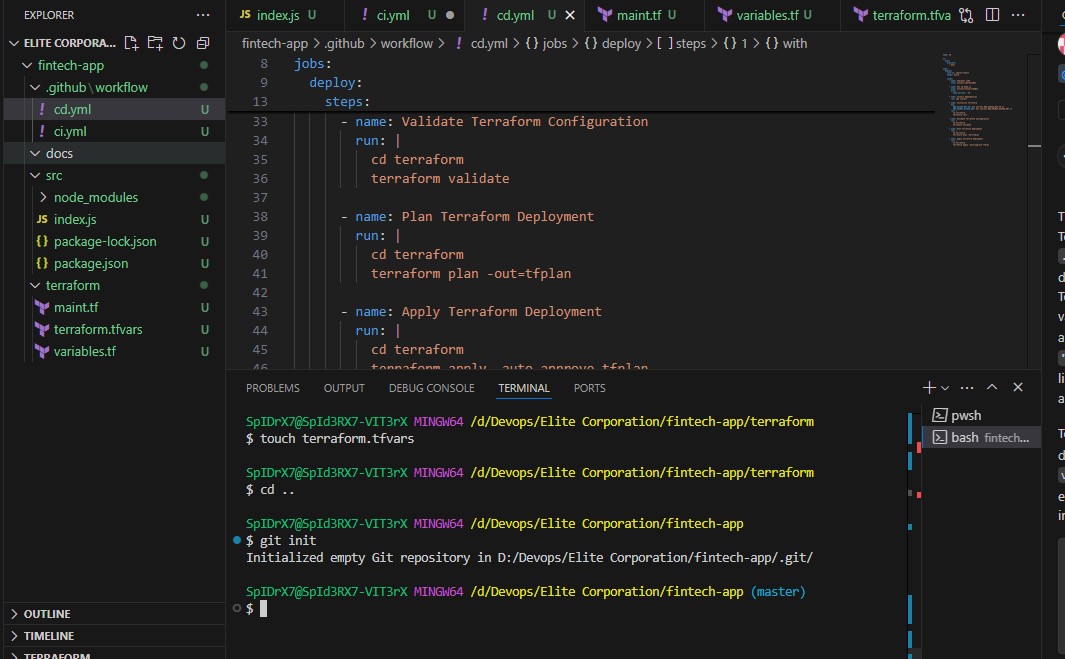 EXPLORER
ELITE CORPORA...
fintech-app
.github\workflow
! cd.yml U
! ci.yml U
docs
src
node_modules
JS index.js U
{} package-lock.json U
{} package.json U
terraform
maint.tf U
terraform.tfvars U
variables.tf U
OUTLINE
TIMELINE
TERRAFORM
JS index.js U
! ci.yml U
! cd.yml U
maint.tf U
variables.tf U
terraform.tfva
fintech-app > .github > workflow > ! cd.yml > {} jobs > {} deploy > [ ] steps > {} 1 > {} with
8 jobs:
9 deploy:
13 steps:
33 - name: Validate Terraform Configuration
34 run: |
35 cd terraform
36 terraform validate
37
38 - name: Plan Terraform Deployment
39 run: |
40 cd terraform
41 terraform plan -out=tfplan
42
43 - name: Apply Terraform Deployment
44 run: |
45 cd terraform
46 terraform apply -auto-approve tfplan
PROBLEMS OUTPUT DEBUG CONSOLE TERMINAL PORTS
SpIDrX7@SpId3RX7-VIT3rX MINGW64 /d/Devops/Elite Corporation/fintech-app/terraform
$ touch terraform.tfvars
SpIDrX7@SpId3RX7-VIT3rX MINGW64 /d/Devops/Elite Corporation/fintech-app/terraform
$ cd ..
SpIDrX7@SpId3RX7-VIT3rX MINGW64 /d/Devops/Elite Corporation/fintech-app
$ git init
Initialized empty Git repository in D:/Devops/Elite Corporation/fintech-app/.git/
SpIDrX7@SpId3RX7-VIT3rX MINGW64 /d/Devops/Elite Corporation/fintech-app (master)
$
pwsh
bash fintech...